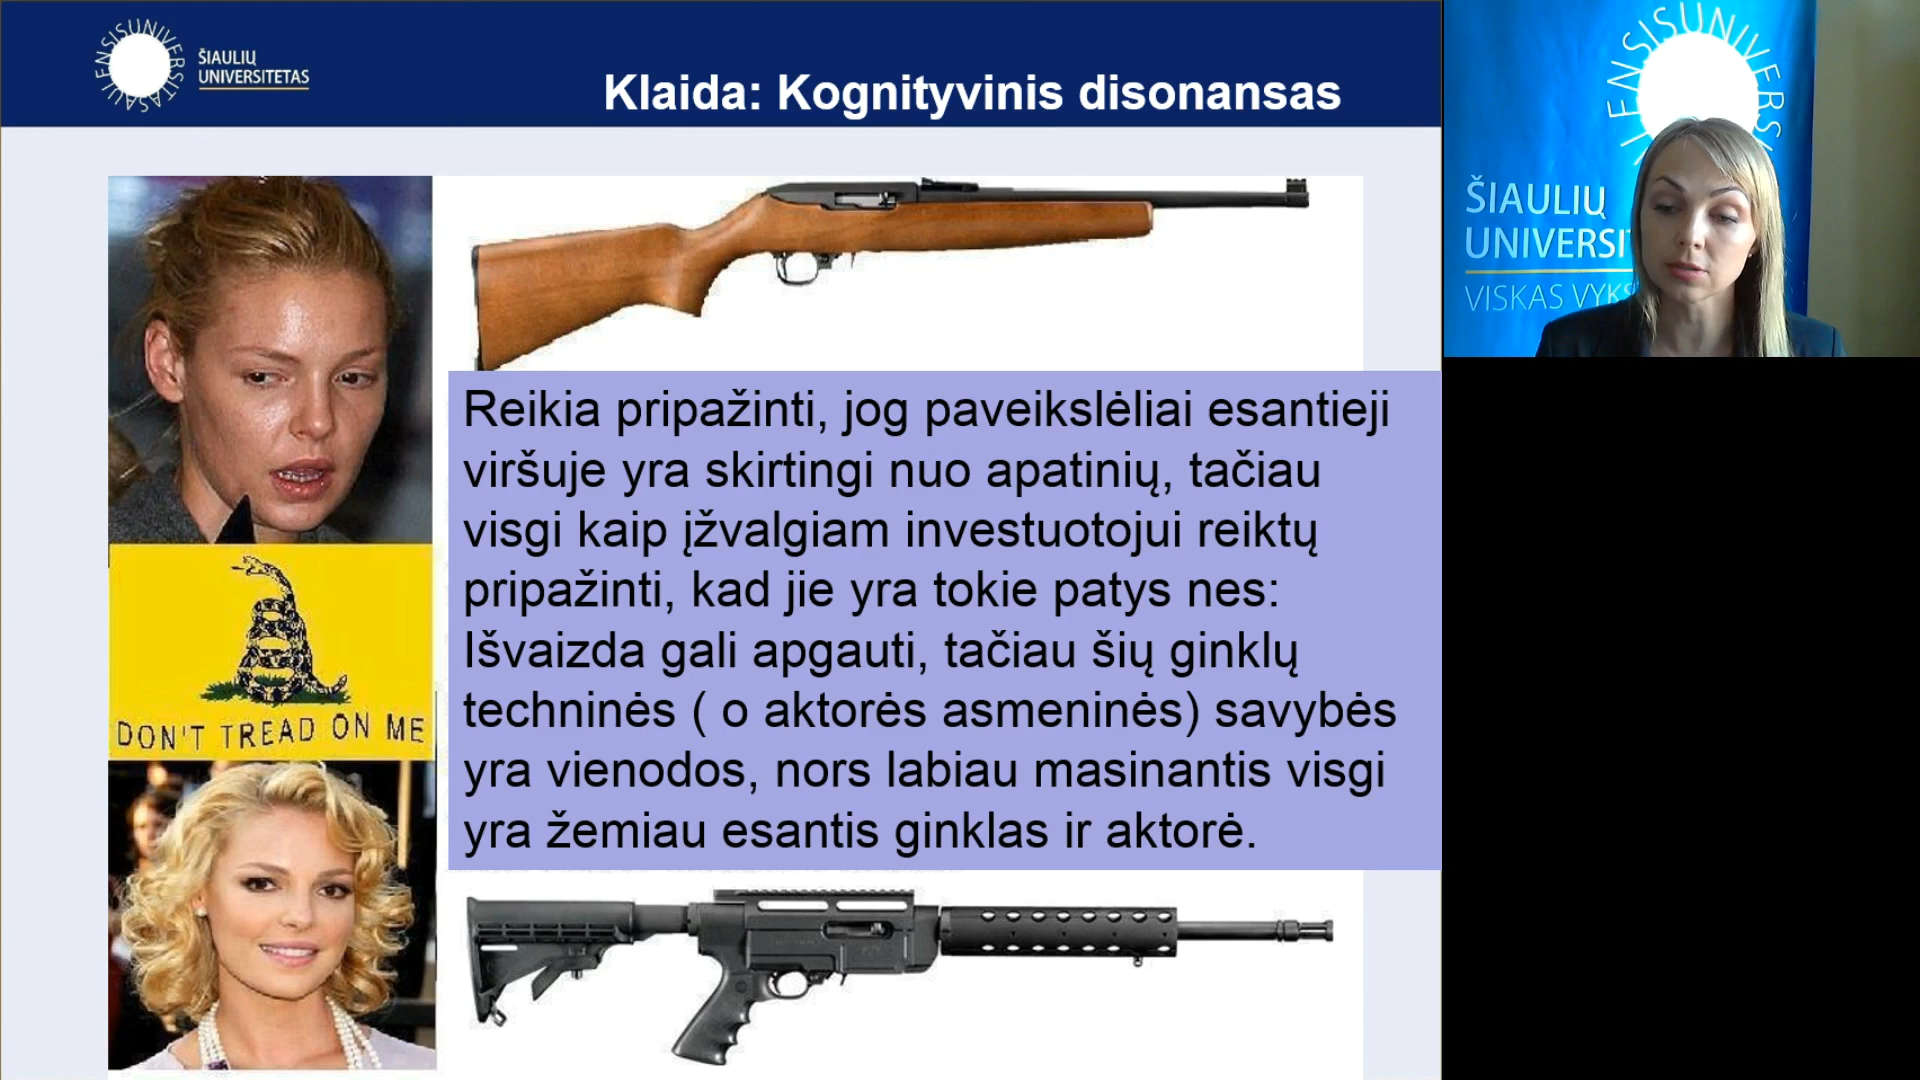 ENSISUNIVERSITASSAUL
ŠIAULIŲ
UNIVERSITETAS
Klaida: Kognityvinis disonansas
Reikia pripažinti, jog paveikslėliai esantieji
viršuje yra skirtingi nuo apatinių, tačiau
visgi kaip įžvalgiam investuotojui reiktų
pripažinti, kad jie yra tokie patys nes:
Išvaizda gali apgauti, tačiau šių ginklų
techninės ( o aktorės asmeninės) savybės
yra vienodos, nors labiau masinantis visgi
yra žemiau esantis ginklas ir aktorė.
DON'T TREAD ON ME
ENSISUNIVERS
ŠIAULIŲ
UNIVERSI
VISKAS VYKS